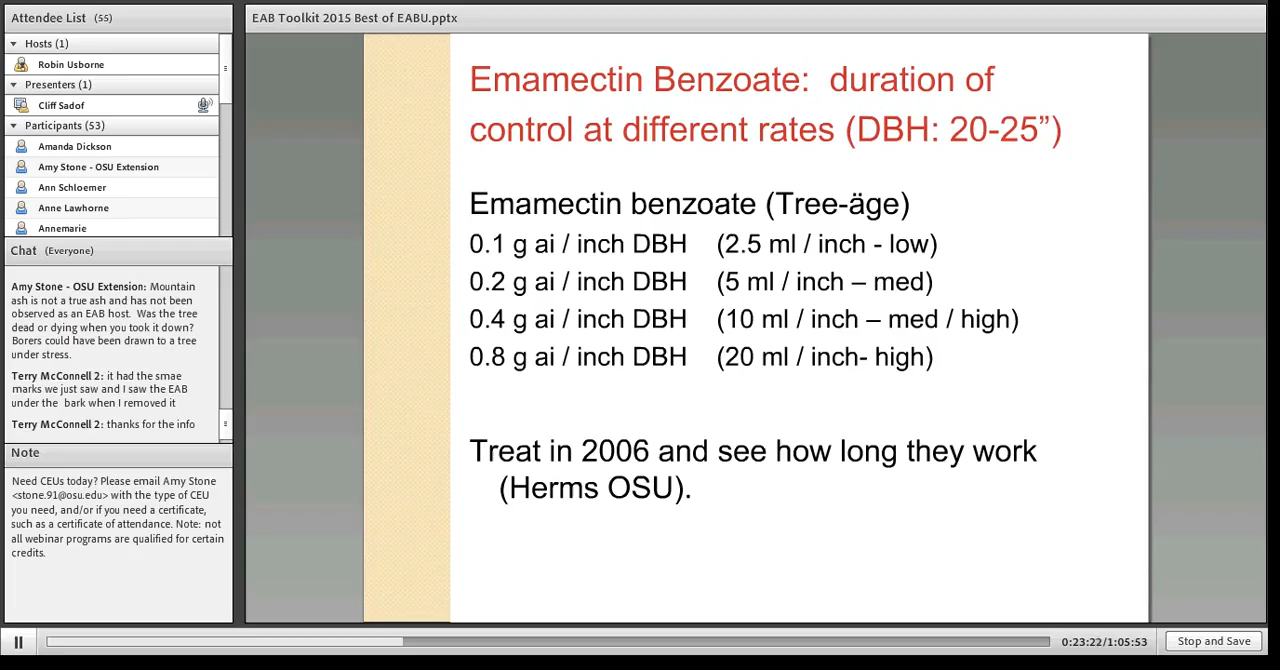 Attendee List (55)
Hosts (1)
Robin Usborne
Presenters (1)
Cliff Sadof
Participants (53)
Amanda Dickson
Amy Stone - OSU Extension
Ann Schloemer
Anne Lawhorne
Annemarie
Chat (Everyone)
Amy Stone - OSU Extension: Mountain
ash is not a true ash and has not been
observed as an EAB host. Was the tree
dead or dying when you took it down?
Borers could have been drawn to a tree
under stress.
Terry McConnell 2: it had the smae
marks we just saw and I saw the EAB
under the bark when I removed it
Terry McConnell 2: thanks for the info
Note
Need CEUs today? Please email Amy Stone
<stone.91@osu.edu> with the type of CEU
you need, and/or if you need a certificate,
such as a certificate of attendance. Note: not
all webinar programs are qualified for certain
credits.
EAB Toolkit 2015 Best of EABU.pptx
Emamectin Benzoate: duration of
control at different rates (DBH: 20-25”)
Emamectin benzoate (Tree-äge)
0.1 g ai / inch DBH (2.5 ml / inch - low)
0.2 g ai / inch DBH (5 ml / inch – med)
0.4 g ai / inch DBH (10 ml / inch – med / high)
0.8 g ai / inch DBH (20 ml / inch- high)
Treat in 2006 and see how long they work
(Herms OSU).
0:23:22/1:05:53
Stop and Save